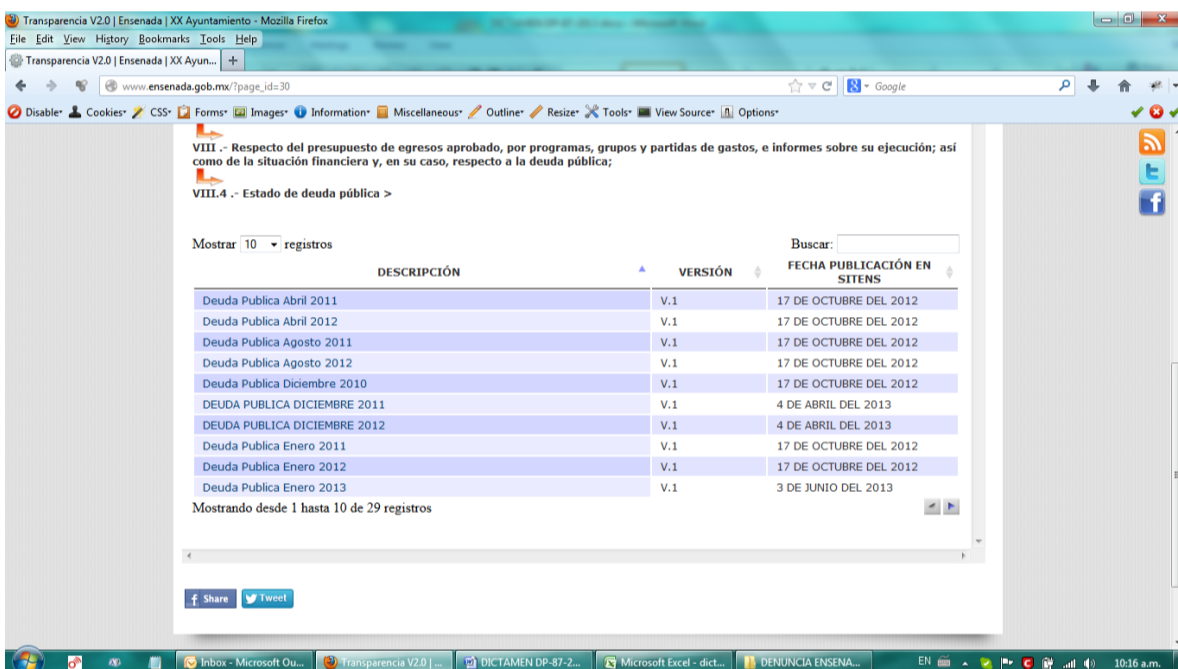 Transparencia V2.0 | Ensenada | XX Ayuntamiento - Mozilla Firefox
File Edit View History Bookmarks Tools Help
Transparencia V2.0 | Ensenada | XX Ayun... +
www.ensenada.gob.mx/?page_id=30 Google
Disable Cookies CSS Forms Images Information Miscellaneous Outline Resize Tools View Source Options
VIII .- Respecto del presupuesto de egresos aprobado, por programas, grupos y partidas de gastos, e informes sobre su ejecución; así
como de la situación financiera y, en su caso, respecto a la deuda pública;
VIII.4 .- Estado de deuda pública >
Mostrar 10 registros Buscar:
DESCRIPCIÓN VERSIÓN FECHA PUBLICACIÓN EN
SITENS
Deuda Publica Abril 2011 V.1 17 DE OCTUBRE DEL 2012
Deuda Publica Abril 2012 V.1 17 DE OCTUBRE DEL 2012
Deuda Publica Agosto 2011 V.1 17 DE OCTUBRE DEL 2012
Deuda Publica Agosto 2012 V.1 17 DE OCTUBRE DEL 2012
Deuda Publica Diciembre 2010 V.1 17 DE OCTUBRE DEL 2012
DEUDA PUBLICA DICIEMBRE 2011 V.1 4 DE ABRIL DEL 2013
DEUDA PUBLICA DICIEMBRE 2012 V.1 4 DE ABRIL DEL 2013
Deuda Publica Enero 2011 V.1 17 DE OCTUBRE DEL 2012
Deuda Publica Enero 2012 V.1 17 DE OCTUBRE DEL 2012
Deuda Publica Enero 2013 V.1 3 DE JUNIO DEL 2013
Mostrando desde 1 hasta 10 de 29 registros
Share Tweet
Inbox - Microsoft Ou... Transparencia V2.0 | ... DICTAMEN DP-87-2... Microsoft Excel - dict... DENUNCIA ENSENA... EN 10:16 a.m.